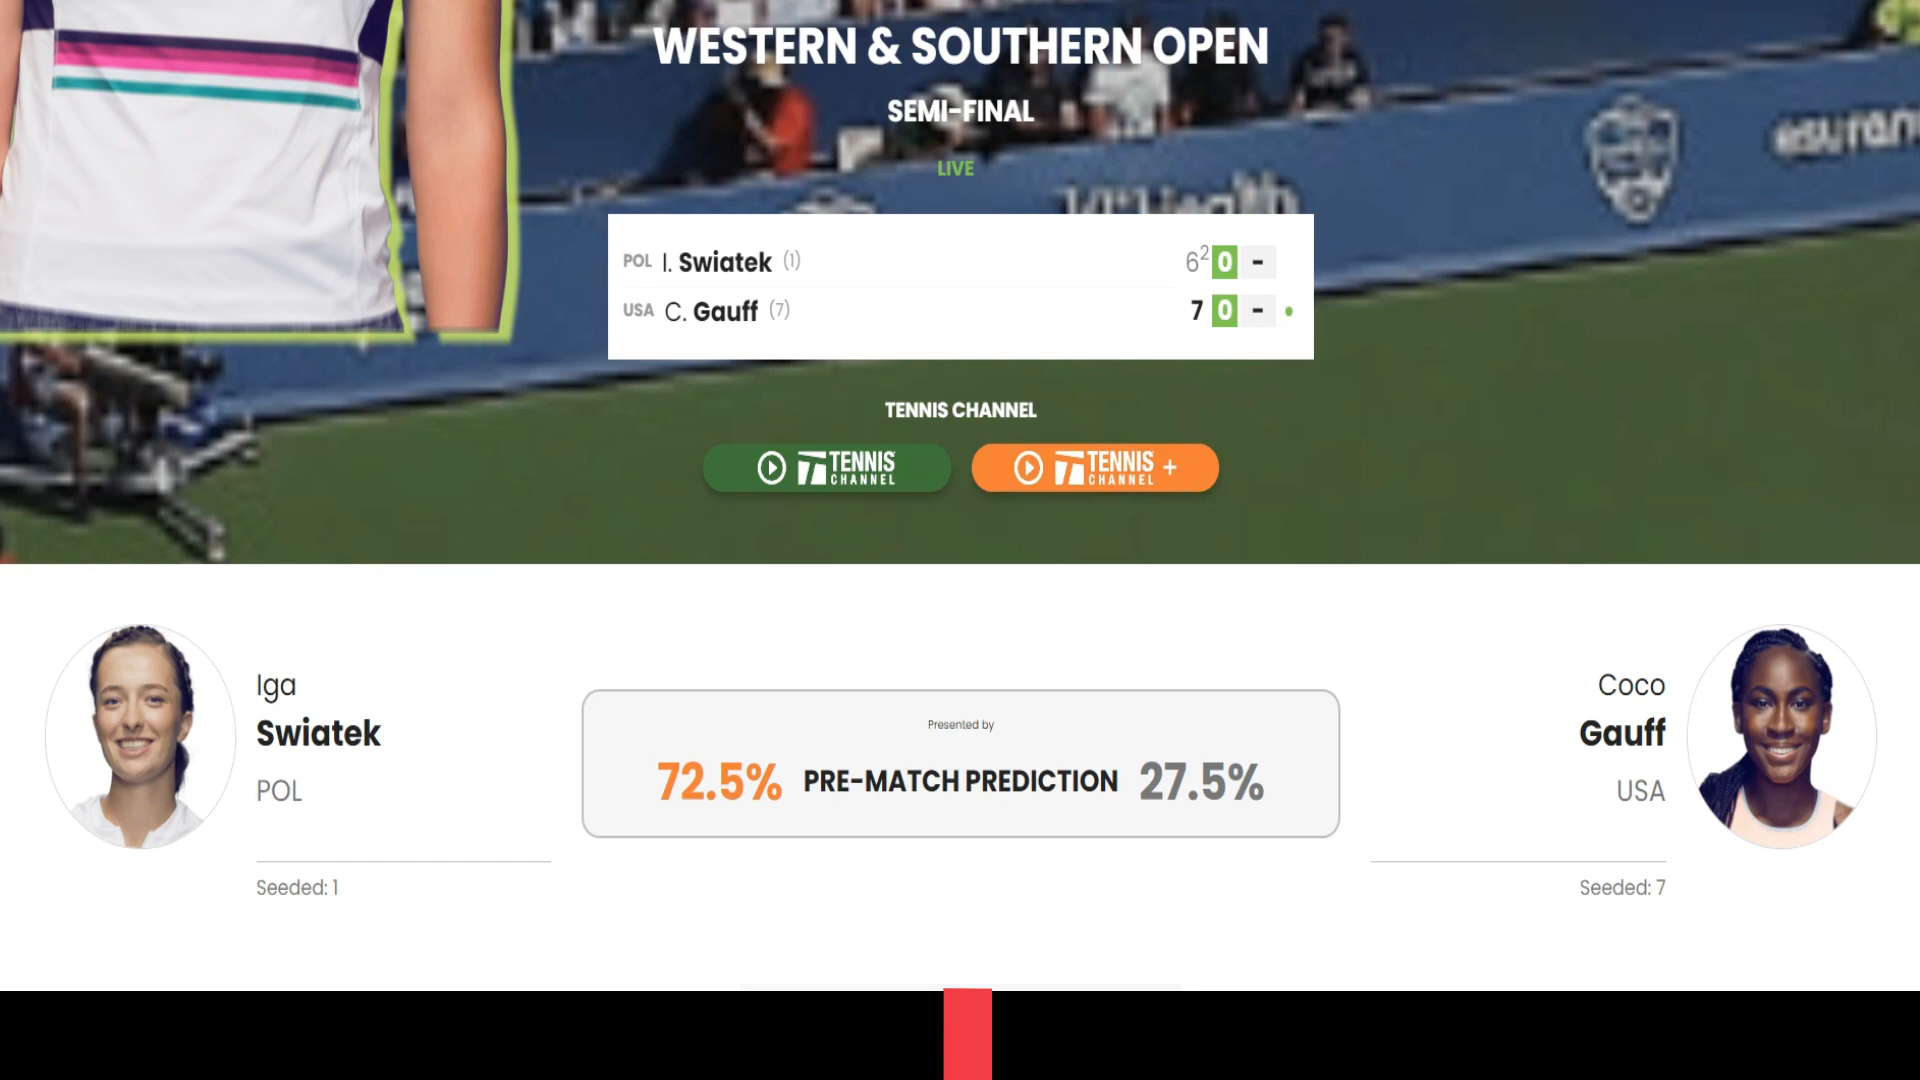 WESTERN & SOUTHERN OPEN
SEMI-FINAL
LIVE
POL I. Swiatek (1) 6² 0 -
USA C. Gauff (7) 7 0 -
TENNIS CHANNEL
TENNIS CHANNEL
TENNIS CHANNEL +
Iga
Swiatek
POL
Seeded: 1
Presented by
72.5% PRE-MATCH PREDICTION 27.5%
Coco
Gauff
USA
Seeded: 7